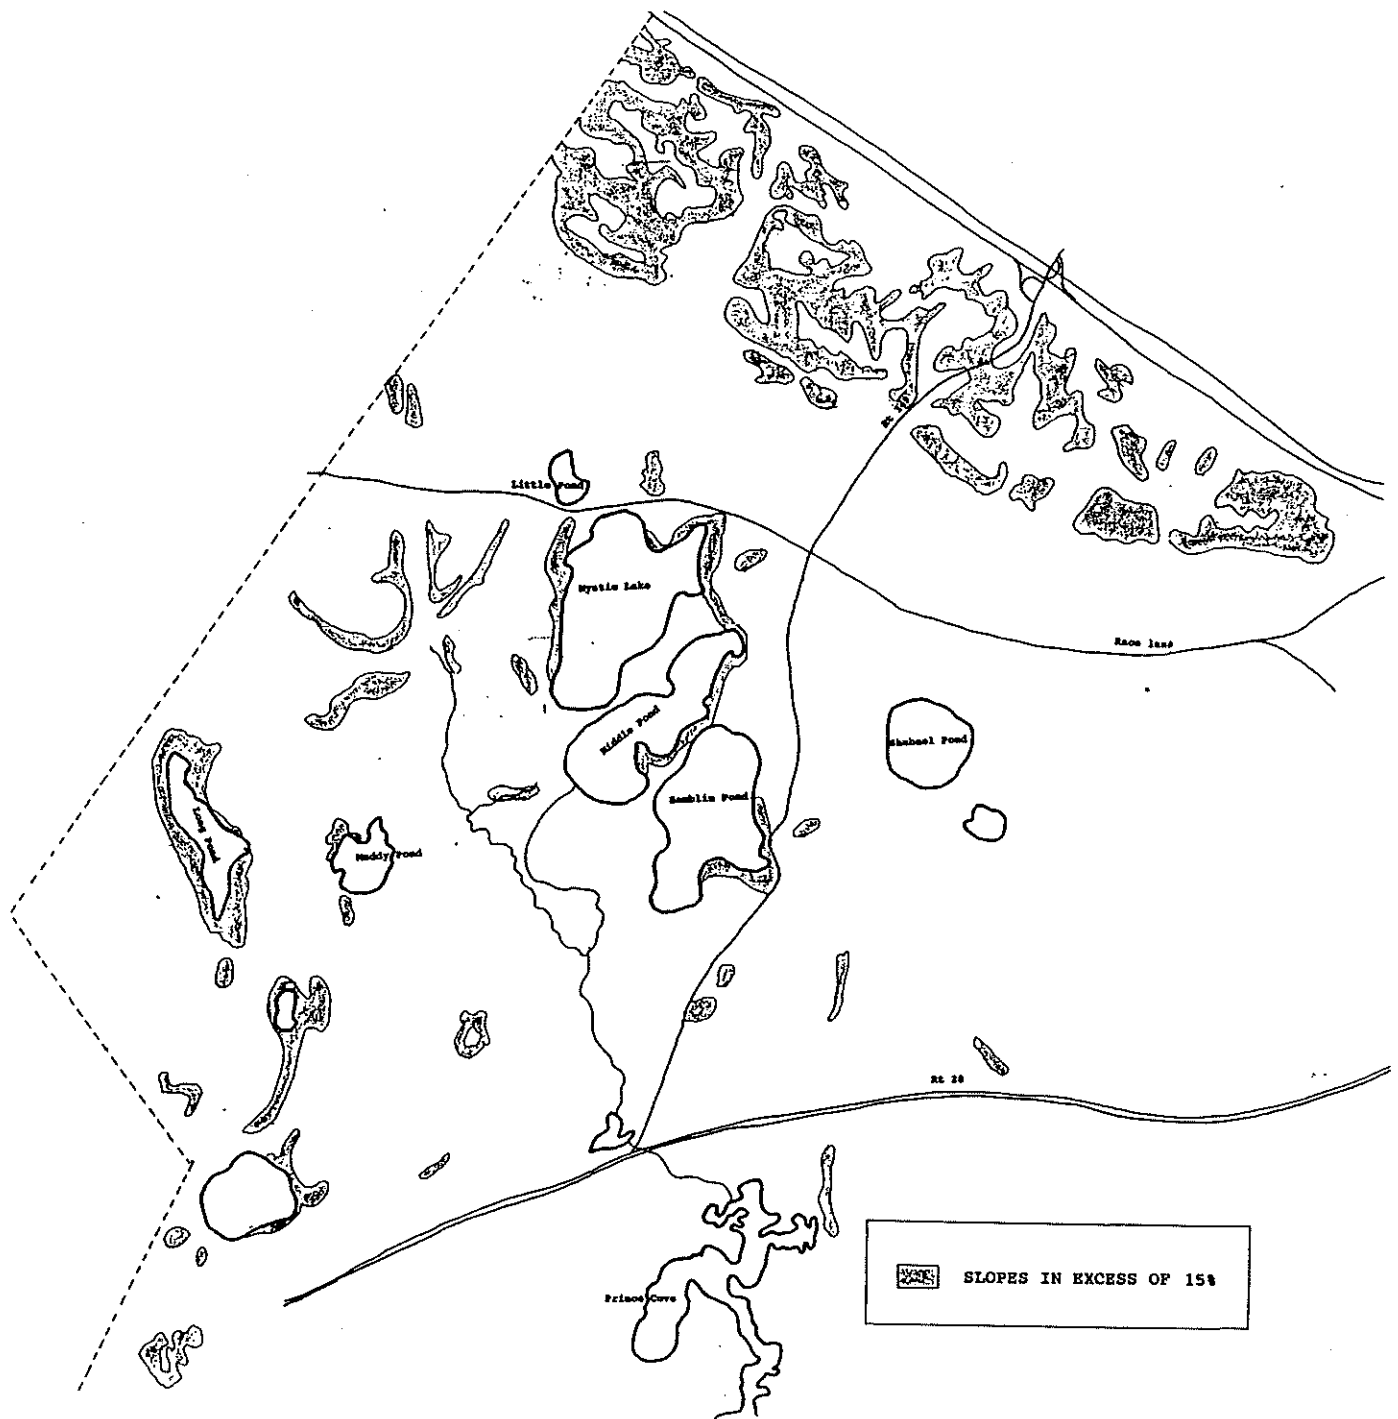 Rt
Little Pond
Mystic Lake
Race lane
Middle Pond
Shubael Pond
Hamblin Pond
Long Pond
Muddy Pond
Rt 28
Prince Cove
SLOPES IN EXCESS OF 15%